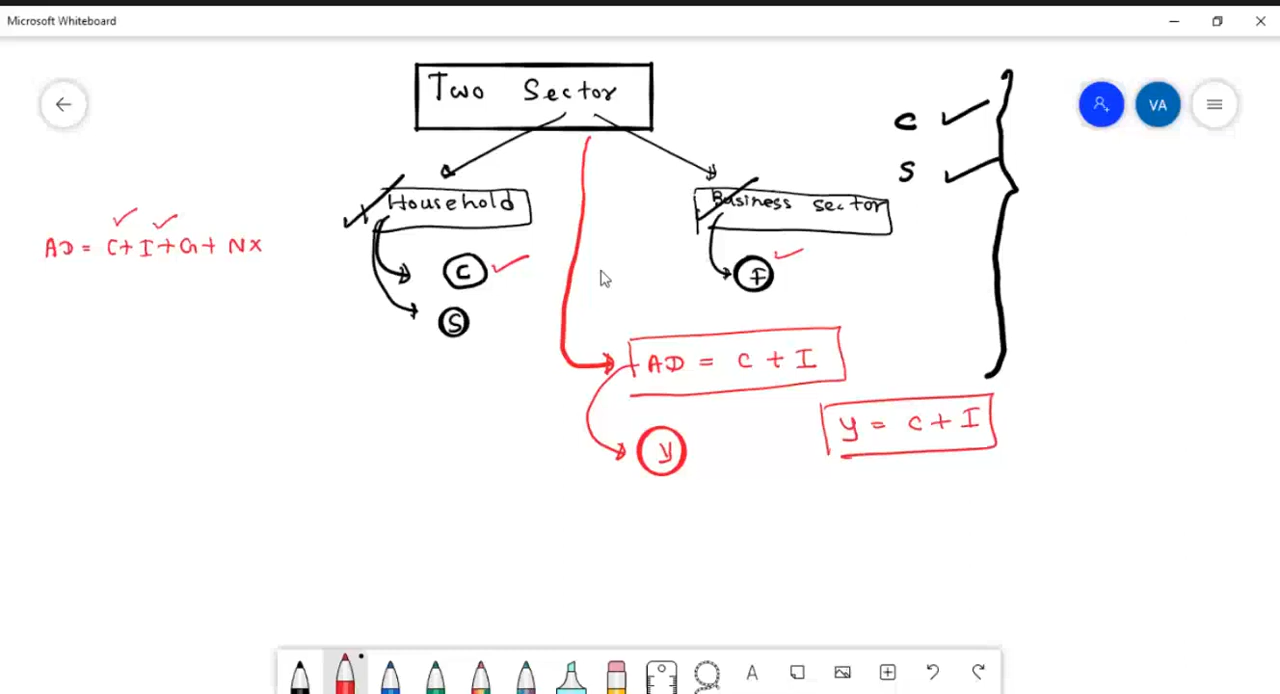 Microsoft Whiteboard
Two Sector
C
S
VA
Household
Business sector
AD = C + I + G + NX
C
I
S
AD = C + I
Y = C + I
Y
A